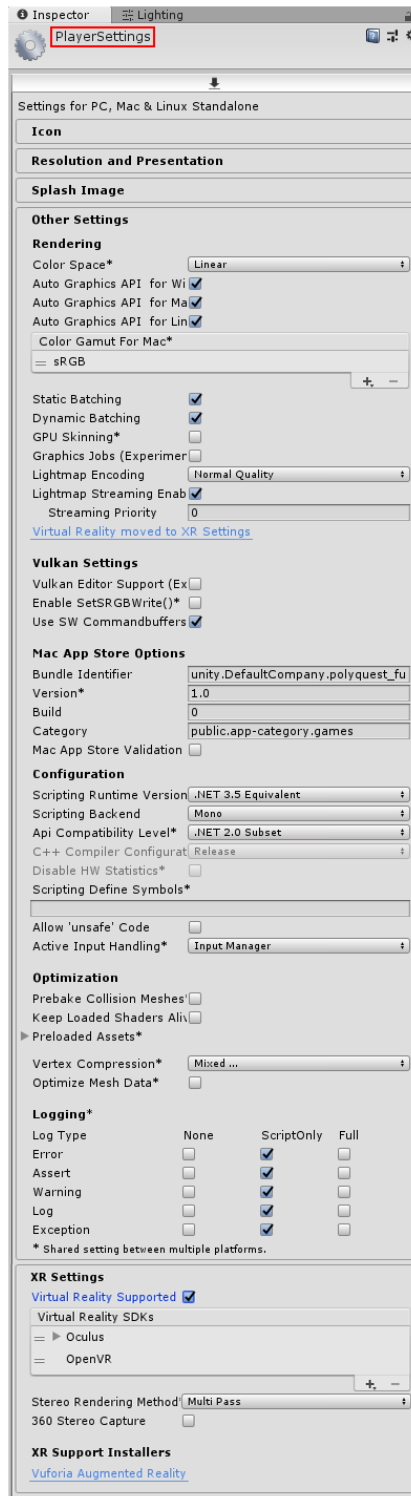 Inspector
Lighting
PlayerSettings
Settings for PC, Mac & Linux Standalone
Icon
Resolution and Presentation
Splash Image
Other Settings
Rendering
Color Space* Linear
Auto Graphics API for Wi
Auto Graphics API for Ma
Auto Graphics API for Lin
Color Gamut For Mac*
sRGB
Static Batching
Dynamic Batching
GPU Skinning*
Graphics Jobs (Experimer
Lightmap Encoding Normal Quality
Lightmap Streaming Enab
Streaming Priority 0
Virtual Reality moved to XR Settings
Vulkan Settings
Vulkan Editor Support (Ex
Enable SetSRGBWrite()*
Use SW Commandbuffers
Mac App Store Options
Bundle Identifier unity.DefaultCompany.polyquest_fu
Version* 1.0
Build 0
Category public.app-category.games
Mac App Store Validation
Configuration
Scripting Runtime Version .NET 3.5 Equivalent
Scripting Backend Mono
Api Compatibility Level* .NET 2.0 Subset
C++ Compiler Configurat Release
Disable HW Statistics*
Scripting Define Symbols*
Allow 'unsafe' Code
Active Input Handling* Input Manager
Optimization
Prebake Collision Meshes*
Keep Loaded Shaders Aliv
Preloaded Assets*
Vertex Compression* Mixed ...
Optimize Mesh Data*
Logging*
Log Type None ScriptOnly Full
Error
Assert
Warning
Log
Exception
* Shared setting between multiple platforms.
XR Settings
Virtual Reality Supported
Virtual Reality SDKs
Oculus
OpenVR
Stereo Rendering Method* Multi Pass
360 Stereo Capture
XR Support Installers
Vuforia Augmented Reality